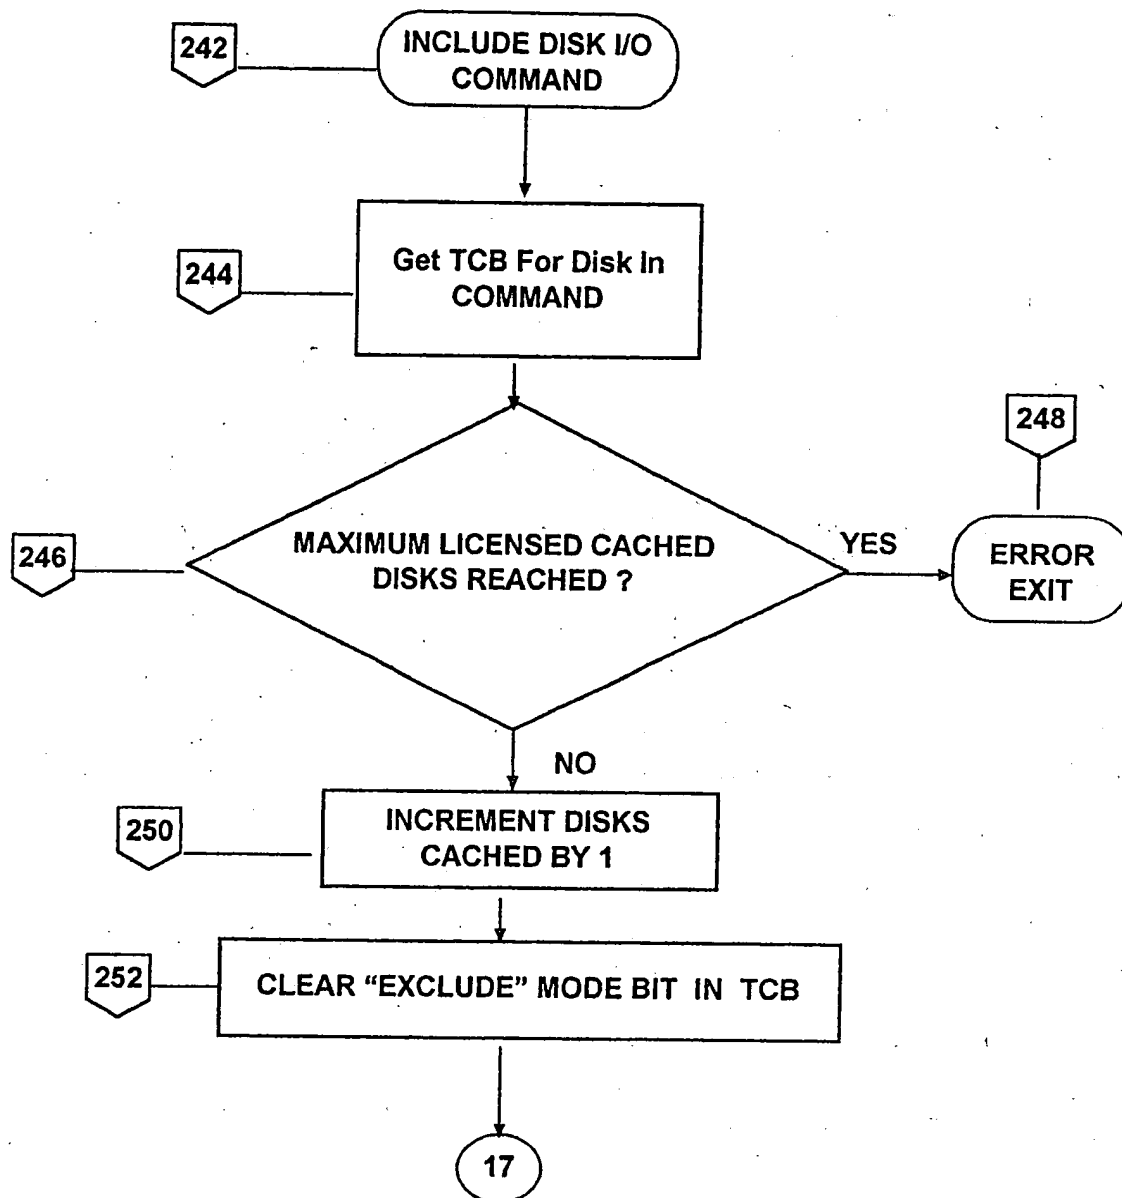 242
INCLUDE DISK I/O
COMMAND
244
Get TCB For Disk In
COMMAND
248
246
MAXIMUM LICENSED CACHED
DISKS REACHED ?
YES
ERROR
EXIT
NO
250
INCREMENT DISKS
CACHED BY 1
252
CLEAR “EXCLUDE” MODE BIT IN TCB
17